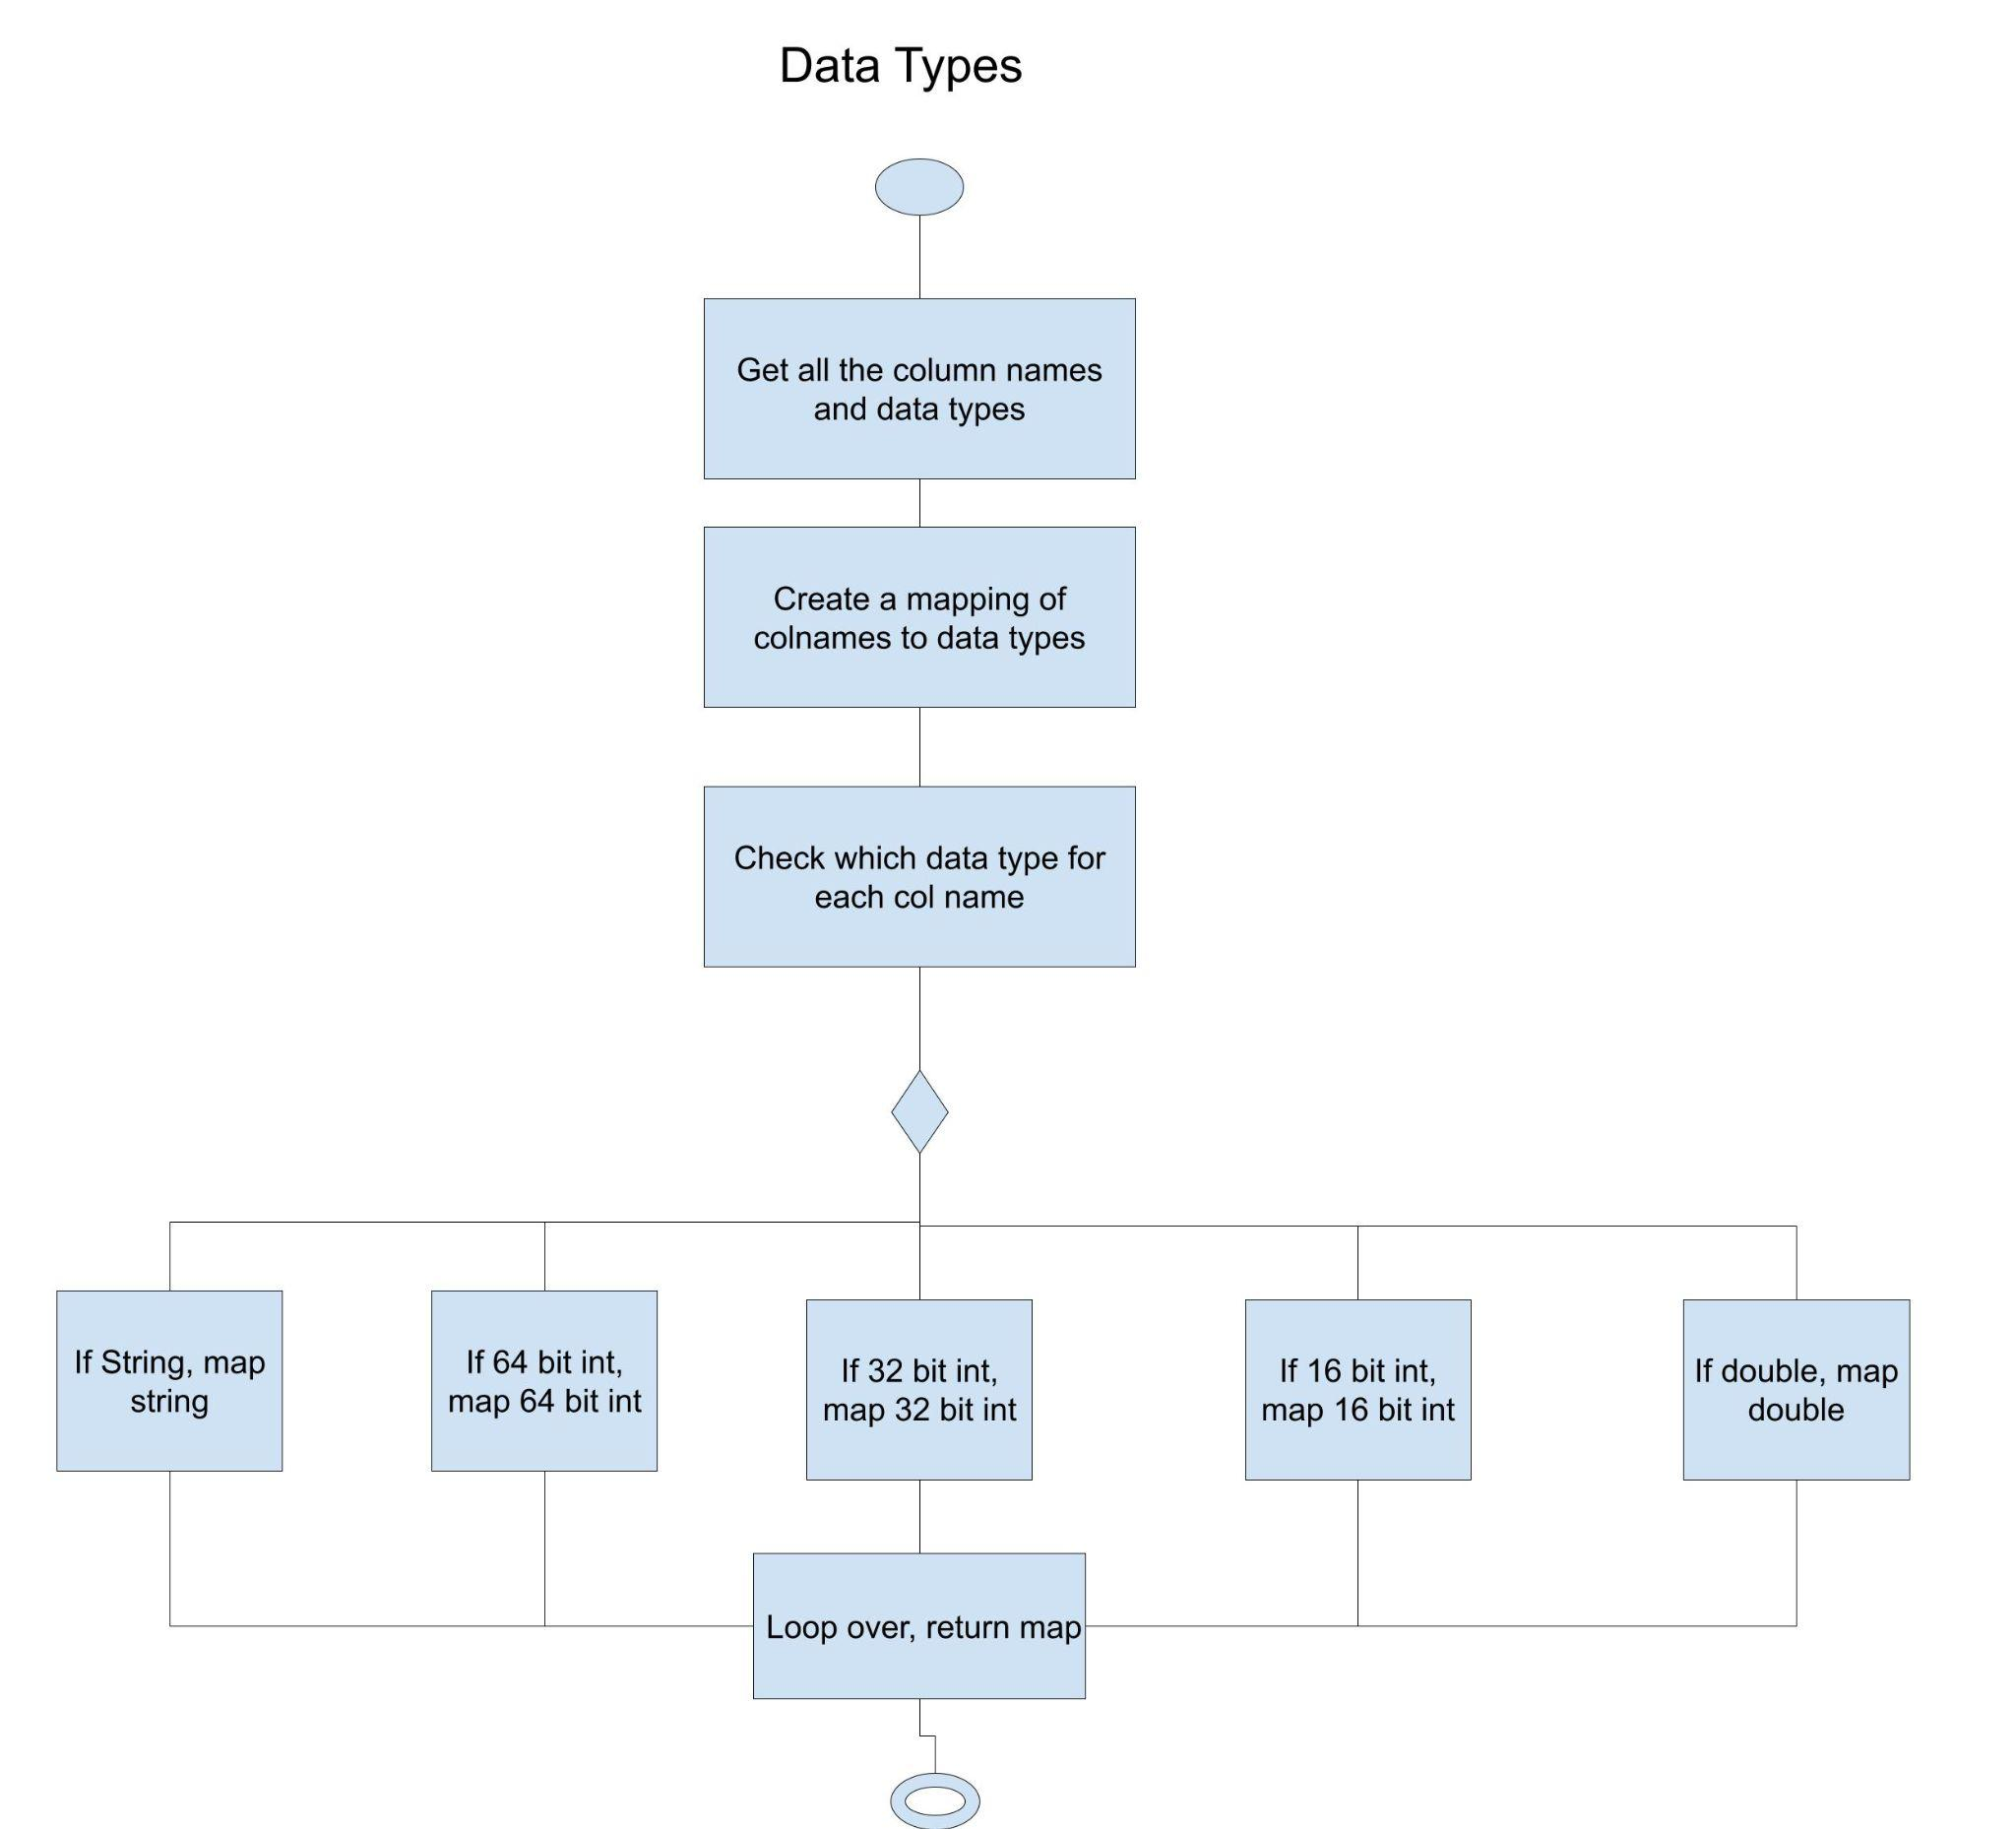 Data Types
Get all the column names
and data types
Create a mapping of
colnames to data types
Check which data type for
each col name
If String, map
string
If 64 bit int,
map 64 bit int
If 32 bit int,
map 32 bit int
If 16 bit int,
map 16 bit int
If double, map
double
Loop over, return map